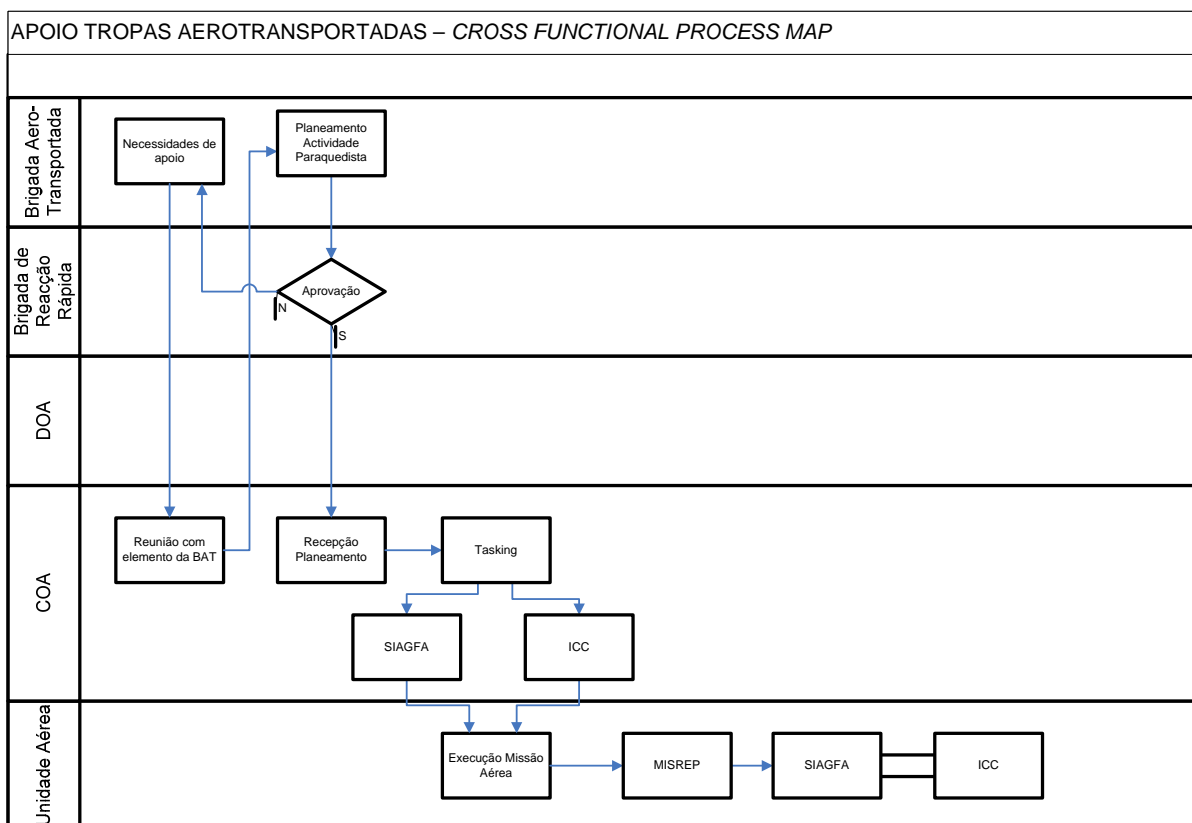 APOIO TROPAS AEROTRANSPORTADAS – CROSS FUNCTIONAL PROCESS MAP
Brigada Aero-
Transportada
Necessidades de
apoio
Planeamento
Actividade
Paraquedista
Brigada de
Reacção
Rápida
Aprovação
N
S
DOA
COA
Reunião com
elemento da BAT
Recepção
Planeamento
Tasking
SIAGFA
ICC
Unidade Aérea
Execução Missão
Aérea
MISREP
SIAGFA
ICC